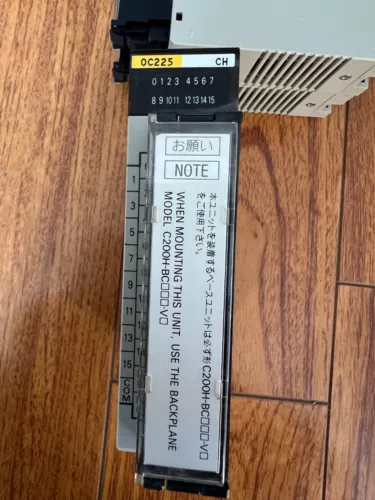 OC225 CH
0 1 2 3 4 5 6 7
8 9 10 11 12 13 14 15
お願い
NOTE
本ユニットを装着するベースユニットは必ず形C200H-BC□□□-V□
をご使用下さい。
WHEN MOUNTING THIS UNIT, USE THE BACKPLANE
MODEL C200H-BC□□□-V□
1
3
5
7
9
11
13
15
COM